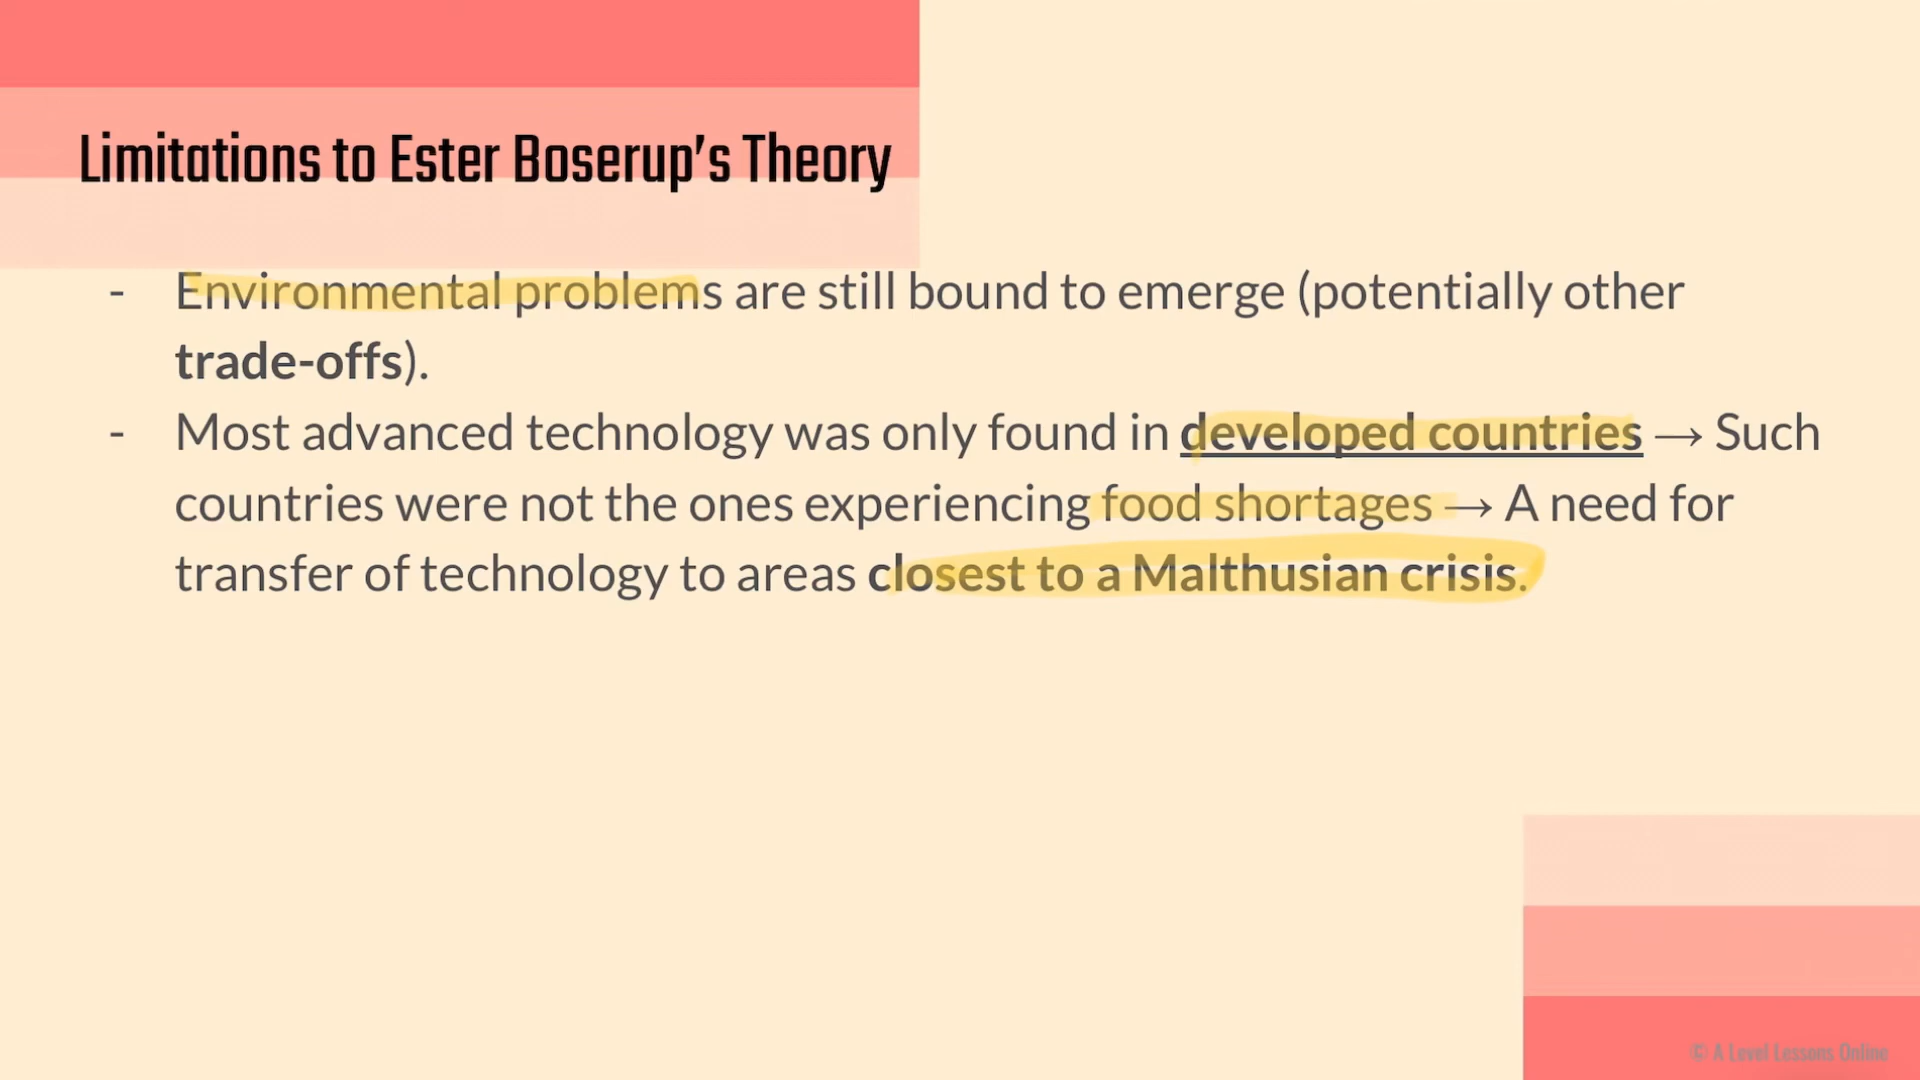 Limitations to Ester Boserup's Theory
- Environmental problems are still bound to emerge (potentially other
trade-offs).
- Most advanced technology was only found in developed countries → Such
countries were not the ones experiencing food shortages → A need for
transfer of technology to areas closest to a Malthusian crisis.
© A Level Lessons Online